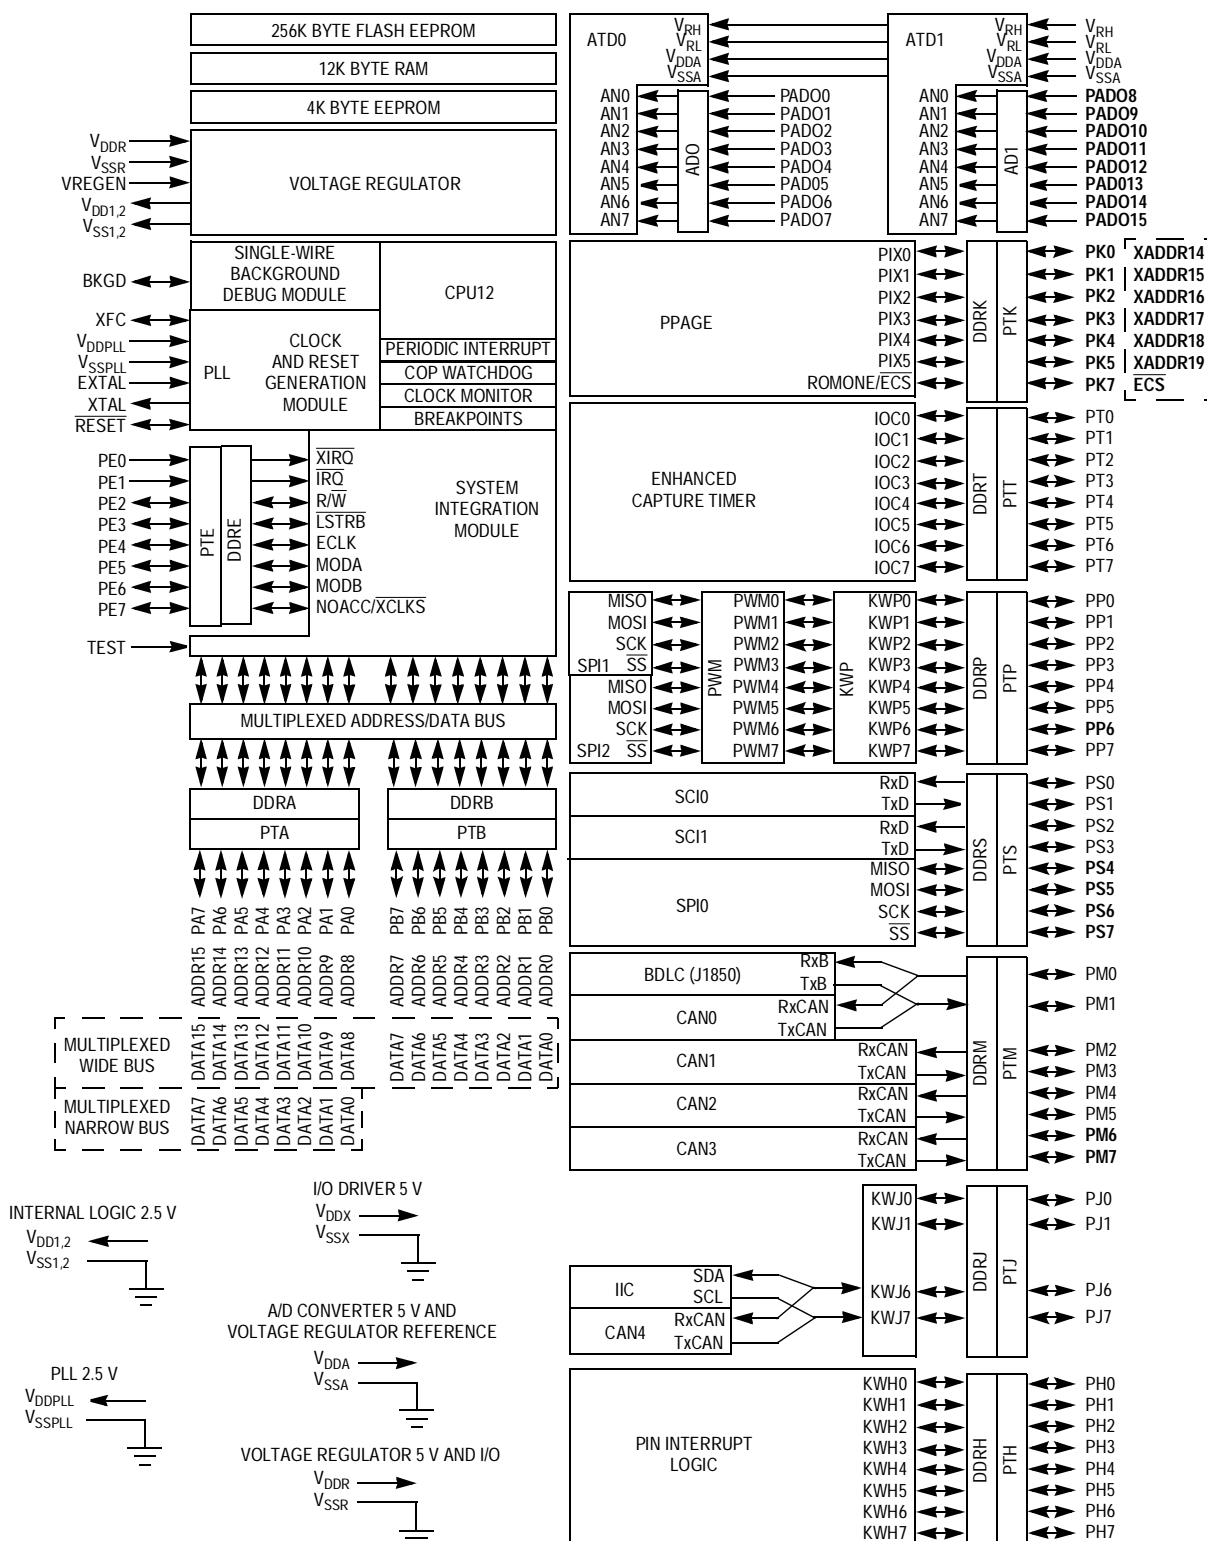 256K BYTE FLASH EEPROM
12K BYTE RAM
4K BYTE EEPROM
VDDR
VSSR
VREGEN
VDD1,2
VSS1,2
VOLTAGE REGULATOR
BKGD
SINGLE-WIRE
BACKGROUND
DEBUG MODULE
CPU12
XFC
VDDPLL
VSSPLL
EXTAL
XTAL
RESET
PLL
CLOCK
AND RESET
GENERATION
MODULE
PERIODIC INTERRUPT
COP WATCHDOG
CLOCK MONITOR
BREAKPOINTS
PE0
PE1
PE2
PE3
PE4
PE5
PE6
PE7
TEST
PTE
DDRE
XIRQ
IRQ
R/W
LSTRB
ECLK
MODA
MODB
NOACC/XCLKS
SYSTEM
INTEGRATION
MODULE
MULTIPLEXED ADDRESS/DATA BUS
DDRA
PTA
DDRB
PTB
PA7
PA6
PA5
PA4
PA3
PA2
PA1
PA0
PB7
PB6
PB5
PB4
PB3
PB2
PB1
PB0
ADDR15
ADDR14
ADDR13
ADDR12
ADDR11
ADDR10
ADDR9
ADDR8
ADDR7
ADDR6
ADDR5
ADDR4
ADDR3
ADDR2
ADDR1
ADDR0
MULTIPLEXED
WIDE BUS
DATA15
DATA14
DATA13
DATA12
DATA11
DATA10
DATA9
DATA8
DATA7
DATA6
DATA5
DATA4
DATA3
DATA2
DATA1
DATA0
MULTIPLEXED
NARROW BUS
DATA7
DATA6
DATA5
DATA4
DATA3
DATA2
DATA1
DATA0
INTERNAL LOGIC 2.5 V
VDD1,2
VSS1,2
PLL 2.5 V
VDDPLL
VSSPLL
I/O DRIVER 5 V
VDDX
VSSX
A/D CONVERTER 5 V AND
VOLTAGE REGULATOR REFERENCE
VDDA
VSSA
VOLTAGE REGULATOR 5 V AND I/O
VDDR
VSSR
ATD0
VRH
VRL
VDDA
VSSA
AN0
AN1
AN2
AN3
AN4
AN5
AN6
AN7
ADO
PADO0
PADO1
PADO2
PADO3
PADO4
PAD05
PADO6
PADO7
ATD1
VRH
VRL
VDDA
VSSA
VRH
VRL
VDDA
VSSA
AN0
AN1
AN2
AN3
AN4
AN5
AN6
AN7
AD1
PADO8
PADO9
PADO10
PADO11
PADO12
PAD013
PADO14
PADO15
PPAGE
PIX0
PIX1
PIX2
PIX3
PIX4
PIX5
ROMONE/ECS
DDRK
PTK
PK0 XADDR14
PK1 XADDR15
PK2 XADDR16
PK3 XADDR17
PK4 XADDR18
PK5 XADDR19
PK7 ECS
ENHANCED
CAPTURE TIMER
IOC0
IOC1
IOC2
IOC3
IOC4
IOC5
IOC6
IOC7
DDRT
PTT
PT0
PT1
PT2
PT3
PT4
PT5
PT6
PT7
MISO
MOSI
SCK
SPI1 SS
MISO
MOSI
SCK
SPI2 SS
PWM
PWM0
PWM1
PWM2
PWM3
PWM4
PWM5
PWM6
PWM7
KWP
KWP0
KWP1
KWP2
KWP3
KWP4
KWP5
KWP6
KWP7
DDRP
PTP
PP0
PP1
PP2
PP3
PP4
PP5
PP6
PP7
SCI0
RxD
TxD
SCI1
RxD
TxD
SPI0
MISO
MOSI
SCK
SS
DDRS
PTS
PS0
PS1
PS2
PS3
PS4
PS5
PS6
PS7
BDLC (J1850)
RxB
TxB
CAN0
RxCAN
TxCAN
CAN1
RxCAN
TxCAN
CAN2
RxCAN
TxCAN
CAN3
RxCAN
TxCAN
DDRM
PTM
PM0
PM1
PM2
PM3
PM4
PM5
PM6
PM7
IIC
SDA
SCL
CAN4
RxCAN
TxCAN
KWJ0
KWJ1
KWJ6
KWJ7
DDRJ
PTJ
PJ0
PJ1
PJ6
PJ7
PIN INTERRUPT
LOGIC
KWH0
KWH1
KWH2
KWH3
KWH4
KWH5
KWH6
KWH7
DDRH
PTH
PH0
PH1
PH2
PH3
PH4
PH5
PH6
PH7